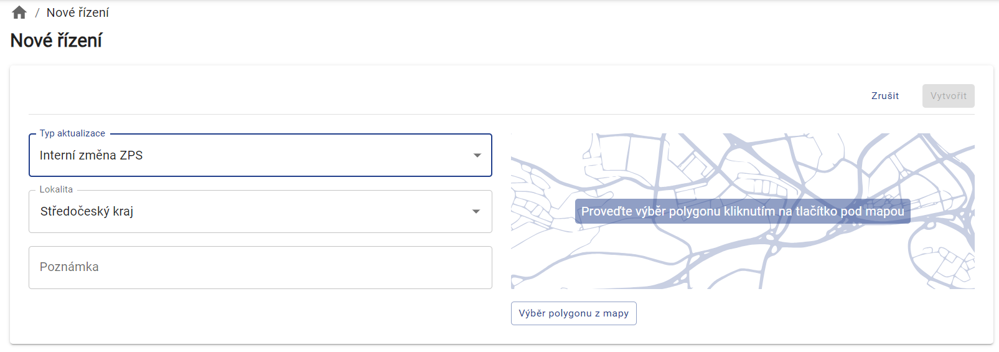 / Nové řízení
Nové řízení
Zrušit
Vytvořit
Typ aktualizace
Interní změna ZPS
Lokalita
Středočeský kraj
Poznámka
Proveďte výběr polygonu kliknutím na tlačítko pod mapou
Výběr polygonu z mapy